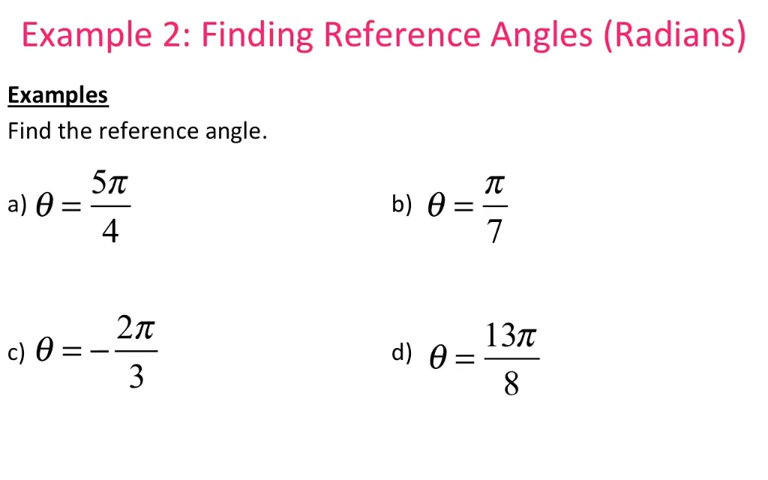 Example 2: Finding Reference Angles (Radians)
Examples
Find the reference angle.
a) θ = 5π/4
b) θ = π/7
c) θ = −2π/3
d) θ = 13π/8